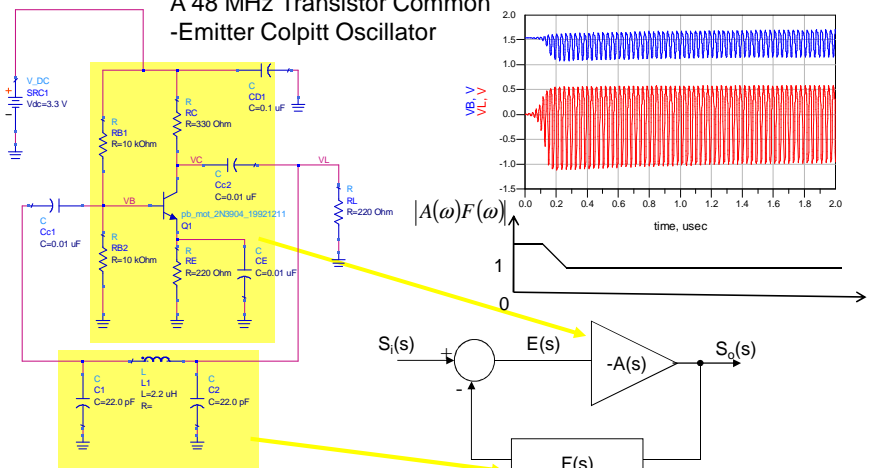 A 48 MHz Transistor Common
-Emitter Colpitt Oscillator
V_DC
SRC1
Vdc=3.3 V
R
RB1
R=10 kOhm
R
RC
R=330 Ohm
C
CD1
C=0.1 uF
VC
C
Cc2
C=0.01 uF
VL
R
RL
R=220 Ohm
VB
C
Cc1
C=0.01 uF
pb_mot_2N3904_19921211
Q1
R
RB2
R=10 kOhm
R
RE
R=220 Ohm
C
CE
C=0.01 uF
C
C1
C=22.0 pF
L
L1
L=2.2 uH
R=
C
C2
C=22.0 pF
VB, V
VL, V
2.0
1.5
1.0
0.5
0.0
-0.5
-1.0
-1.5
0.0 0.2 0.4 0.6 0.8 1.0 1.2 1.4 1.6 1.8 2.0
time, usec
|A(ω)F(ω)|
1
0
Si(s)
+
-
E(s)
-A(s)
So(s)
F(s)